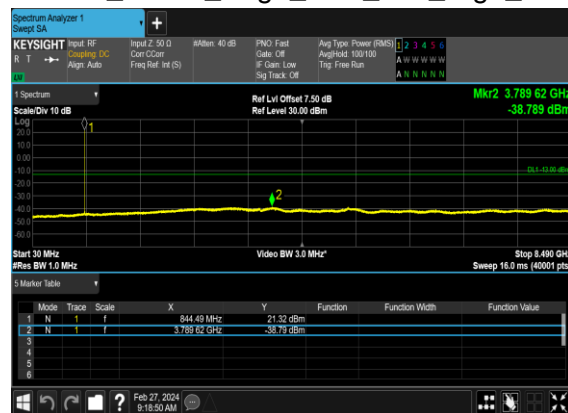 Spectrum Analyzer 1
Swept SA
KEYSIGHT Input: RF Input Z: 50 Ω #Atten: 40 dB PNO: Fast Avg Type: Power (RMS) 1 2 3 4 5 6
R T Coupling: DC Corr CCorr Gate: Off Avg|Hold: 100/100 A W W W W W
Align: Auto Freq Ref: Int (S) IF Gain: Low Trig: Free Run
Sig Track: Off A N N N N N
1 Spectrum Ref Lvl Offset 7.50 dB Mkr2 3.789 62 GHz
Scale/Div 10 dB Ref Level 30.00 dBm -38.789 dBm
Log
1
20.0
10.0
0.00
-10.0
DL1 -13.00 dBm
-20.0
-30.0
2
-40.0
-50.0
-60.0
Start 30 MHz Video BW 3.0 MHz* Stop 8.490 GHz
#Res BW 1.0 MHz Sweep 16.0 ms (40001 pts)
5 Marker Table
Mode Trace Scale X Y Function Function Width Function Value
1 N 1 f 844.49 MHz 21.32 dBm
2 N 1 f 3.789 62 GHz -38.79 dBm
3
4
5
6
? Feb 27, 2024
9:18:50 AM